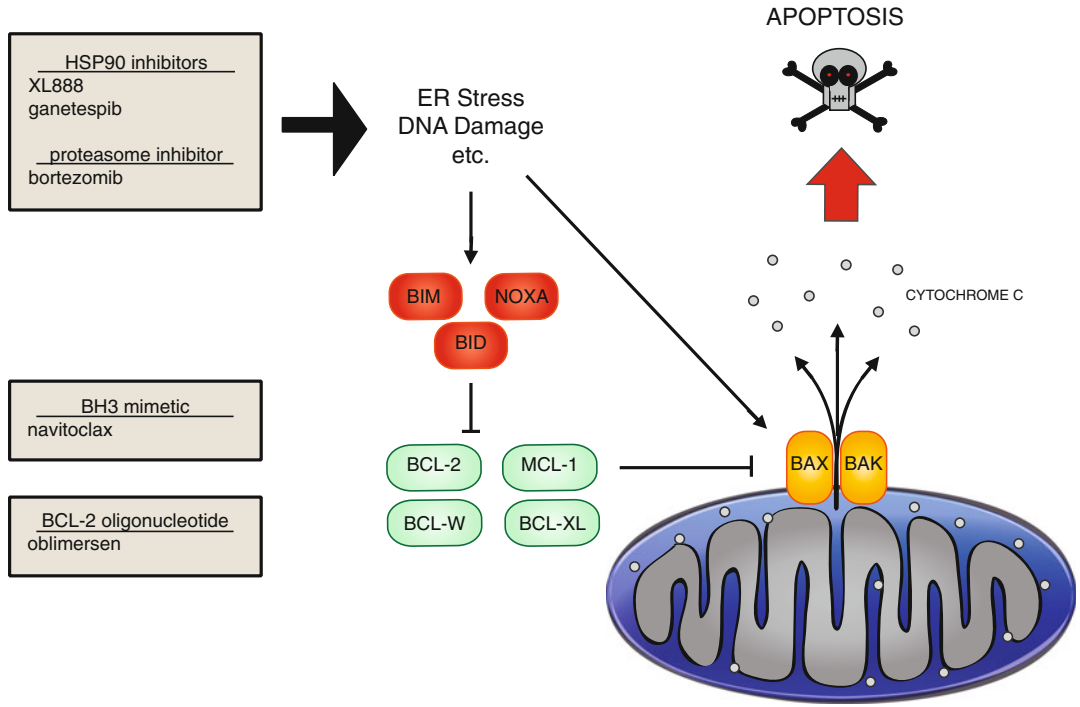 APOPTOSIS
HSP90 inhibitors
XL888
ganetespib
proteasome inhibitor
bortezomib
ER Stress
DNA Damage
etc.
BIM
NOXA
BID
CYTOCHROME C
BH3 mimetic
navitoclax
BCL-2
MCL-1
BAX
BAK
BCL-2 oligonucleotide
oblimersen
BCL-W
BCL-XL